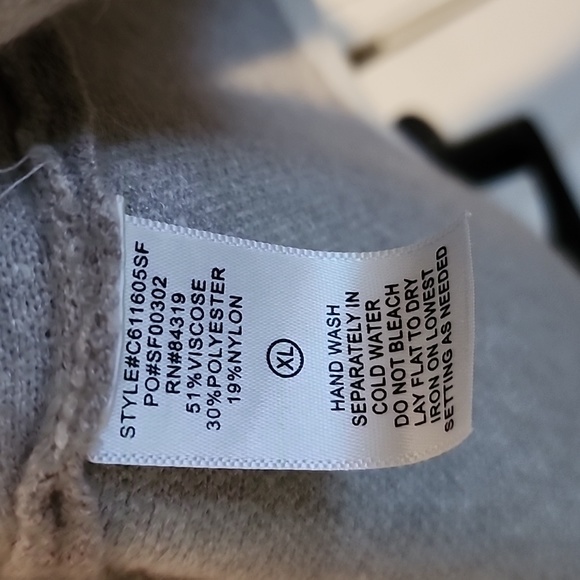 STYLE#C611605SF
PO#SF00302
RN#84319
51%VISCOSE
30%POLYESTER
19%NYLON
XL
HAND WASH
SEPARATELY IN
COLD WATER
DO NOT BLEACH
LAY FLAT TO DRY
IRON ON LOWEST
SETTING AS NEEDED